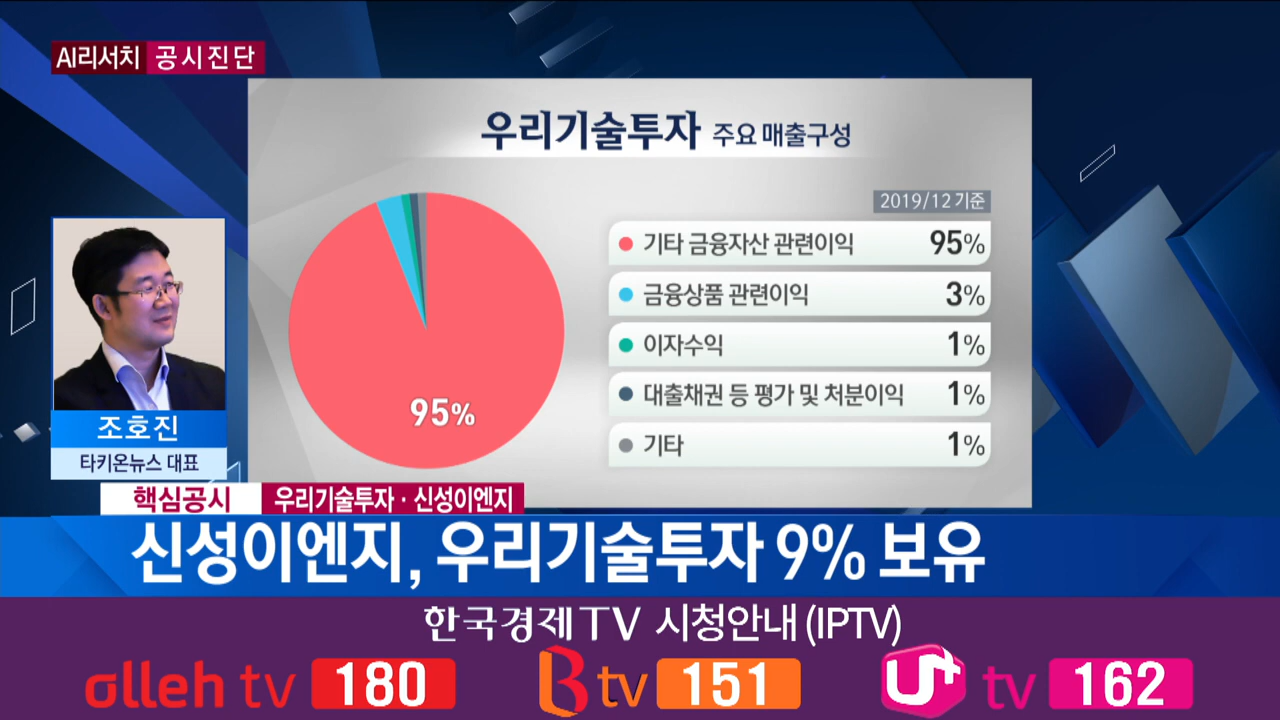 AI리서치 공시진단
우리기술투자 주요 매출구성
2019/12 기준
기타 금융자산 관련이익 95%
금융상품 관련이익 3%
이자수익 1%
대출채권 등 평가 및 처분이익 1%
기타 1%
95%
조호진
타키온뉴스 대표
핵심공시 우리기술투자 · 신성이엔지
신성이엔지, 우리기술투자 9% 보유
한국경제TV 시청안내 (IPTV)
olleh tv 180 B tv 151 U+ tv 162